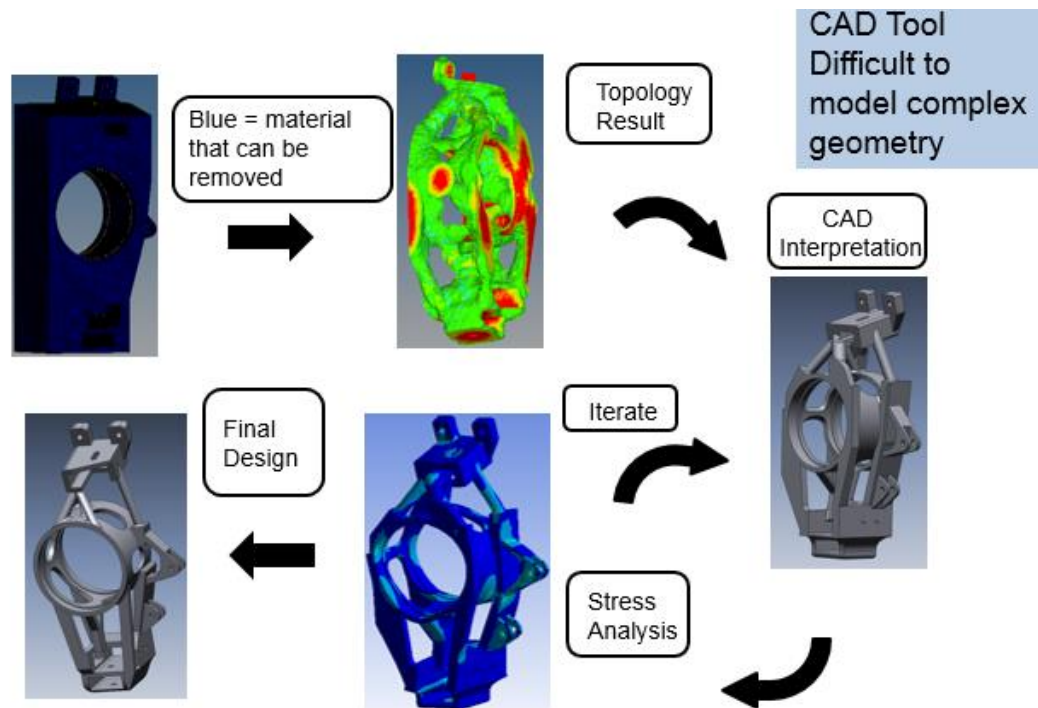 CAD Tool
Difficult to
model complex
geometry
Blue = material
that can be
removed
Topology
Result
CAD
Interpretation
Iterate
Final
Design
Stress
Analysis